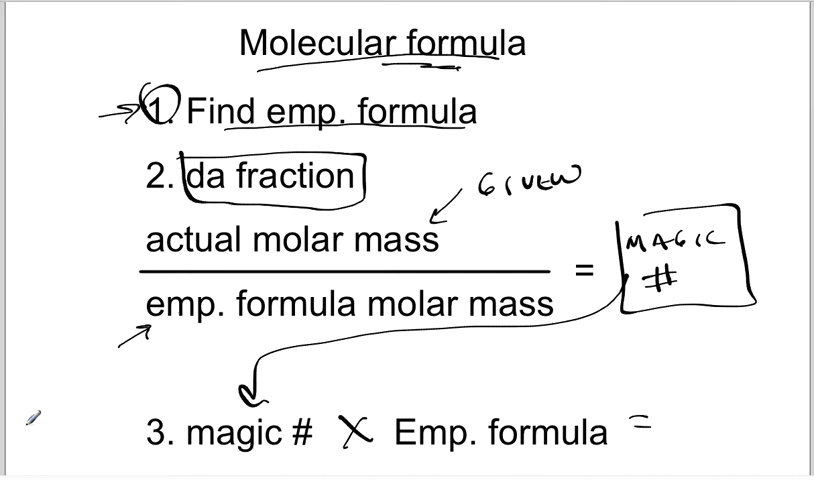 Molecular formula
1. Find emp. formula
2. da fraction
GIVEN
actual molar mass
= MAGIC #
emp. formula molar mass
3. magic # X Emp. formula =